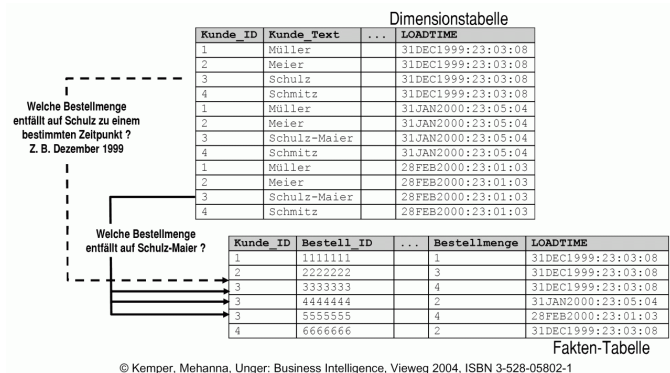 Dimensionstabelle
Kunde_ID Kunde_Text ... LOADTIME
1 Müller 31DEC1999:23:03:08
2 Meier 31DEC1999:23:03:08
3 Schulz 31DEC1999:23:03:08
4 Schmitz 31DEC1999:23:03:08
1 Müller 31JAN2000:23:05:04
2 Meier 31JAN2000:23:05:04
3 Schulz-Maier 31JAN2000:23:05:04
4 Schmitz 31JAN2000:23:05:04
1 Müller 28FEB2000:23:01:03
2 Meier 28FEB2000:23:01:03
3 Schulz-Maier 28FEB2000:23:01:03
4 Schmitz 28FEB2000:23:01:03
Welche Bestellmenge
entfällt auf Schulz zu einem
bestimmten Zeitpunkt ?
Z. B. Dezember 1999
Welche Bestellmenge
entfällt auf Schulz-Maier ?
Kunde_ID Bestell_ID ... Bestellmenge LOADTIME
1 1111111 1 31DEC1999:23:03:08
2 2222222 3 31DEC1999:23:03:08
3 3333333 4 31DEC1999:23:03:08
3 4444444 2 31JAN2000:23:05:04
3 5555555 4 28FEB2000:23:01:03
4 6666666 2 31DEC1999:23:03:08
Fakten-Tabelle
© Kemper, Mehanna, Unger: Business Intelligence, Vieweg 2004, ISBN 3-528-05802-1